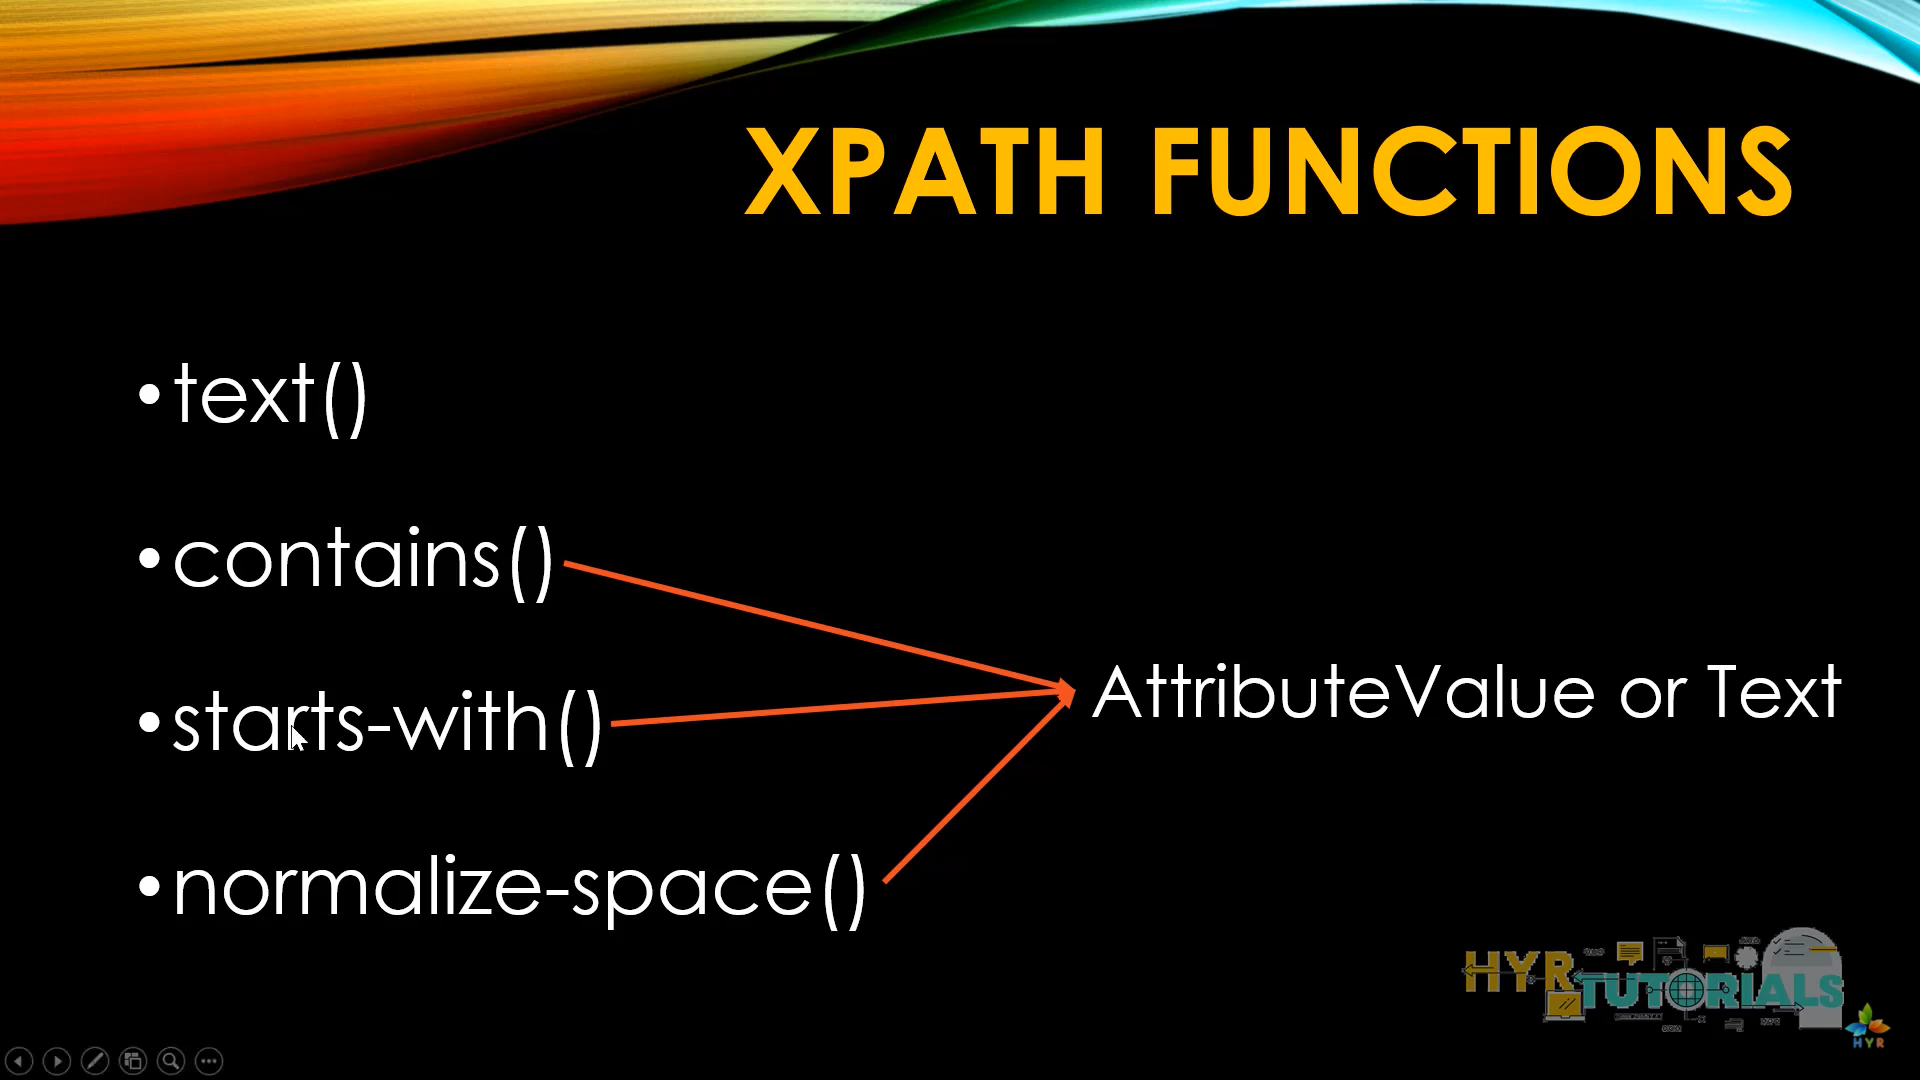 XPATH FUNCTIONS
•text()
•contains()
•starts-with()
AttributeValue or Text
•normalize-space()
HYR TUTORIALS
HYR